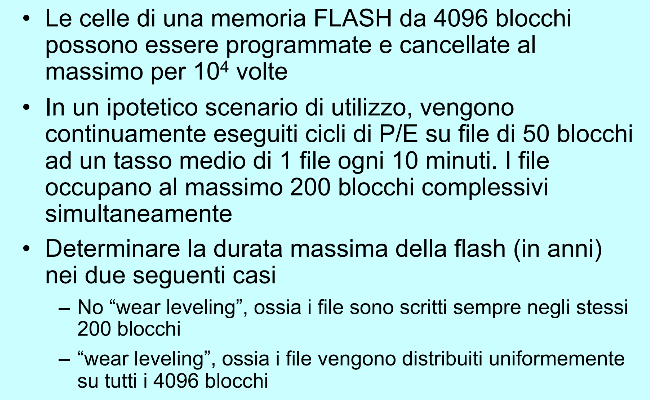 • Le celle di una memoria FLASH da 4096 blocchi
possono essere programmate e cancellate al
massimo per 10⁴ volte
• In un ipotetico scenario di utilizzo, vengono
continuamente eseguiti cicli di P/E su file di 50 blocchi
ad un tasso medio di 1 file ogni 10 minuti. I file
occupano al massimo 200 blocchi complessivi
simultaneamente
• Determinare la durata massima della flash (in anni)
nei due seguenti casi
– No “wear leveling”, ossia i file sono scritti sempre negli stessi
200 blocchi
– “wear leveling”, ossia i file vengono distribuiti uniformemente
su tutti i 4096 blocchi